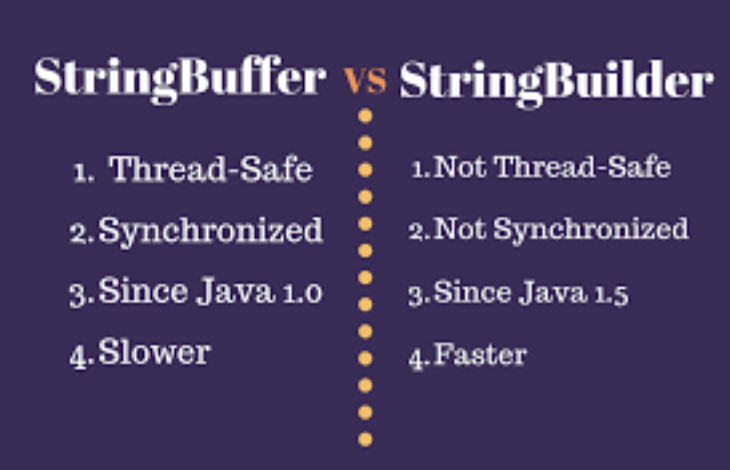 StringBuffer vs StringBuilder
1. Thread-Safe
2. Synchronized
3. Since Java 1.0
4. Slower
1. Not Thread-Safe
2. Not Synchronized
3. Since Java 1.5
4. Faster